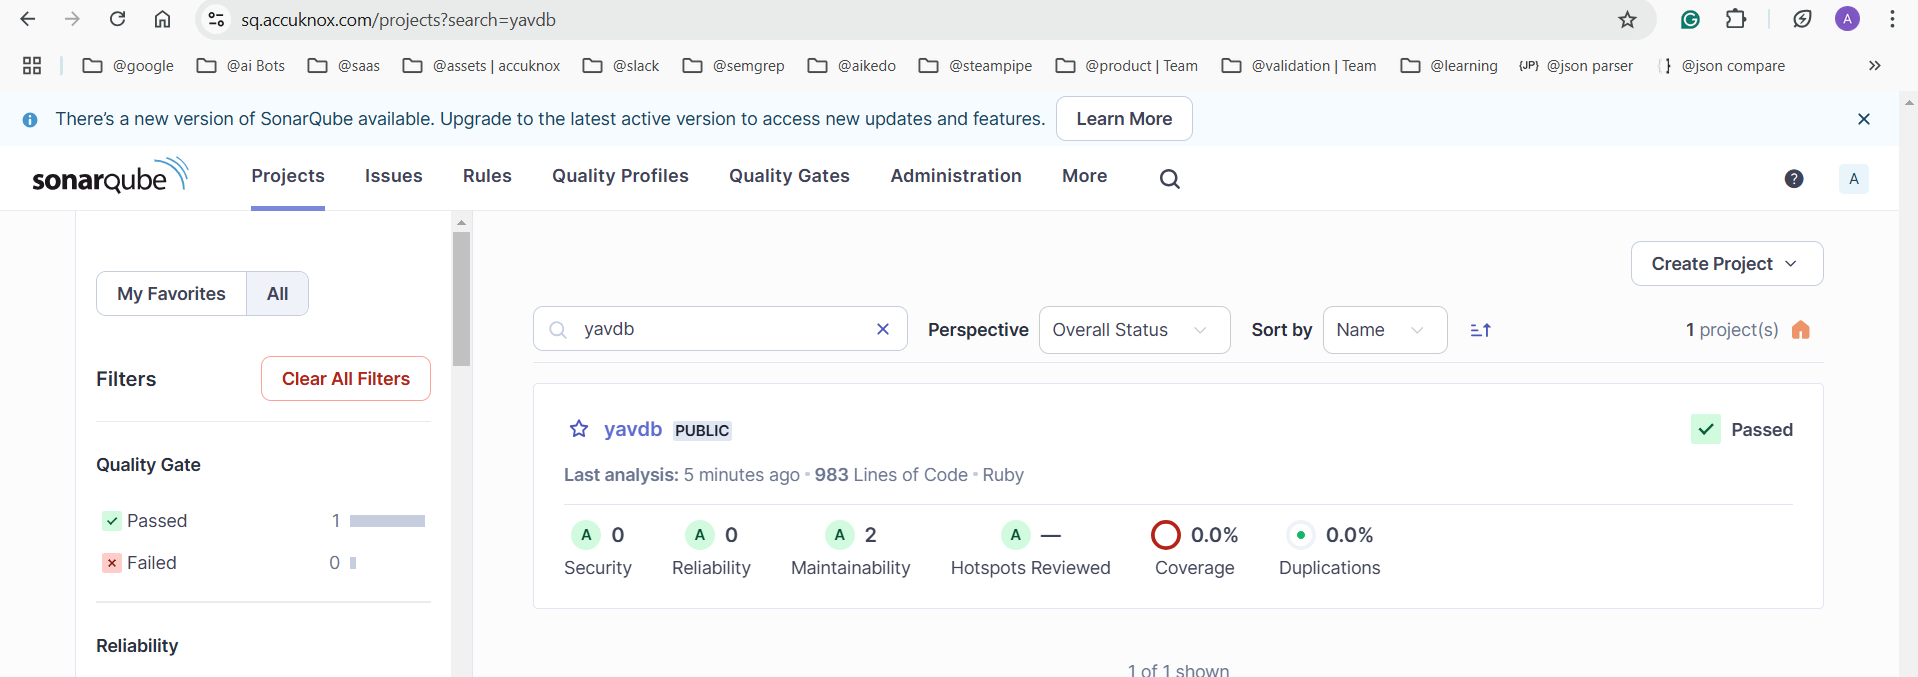 sq.accuknox.com/projects?search=yavdb
A
@google @ai Bots @saas @assets | accuknox @slack @semgrep @aikedo @steampipe @product | Team @validation | Team @learning {JP} @json parser { } @json compare »
There's a new version of SonarQube available. Upgrade to the latest active version to access new updates and features. Learn More
sonarqube Projects Issues Rules Quality Profiles Quality Gates Administration More ? A
My Favorites All
Create Project
yavdb Perspective Overall Status Sort by Name 1 project(s)
Filters Clear All Filters
yavdb PUBLIC Passed
Quality Gate
Last analysis: 5 minutes ago • 983 Lines of Code • Ruby
Passed 1
A 0 A 0 A 2 A — 0.0% 0.0%
Failed 0
Security Reliability Maintainability Hotspots Reviewed Coverage Duplications
Reliability
1 of 1 shown